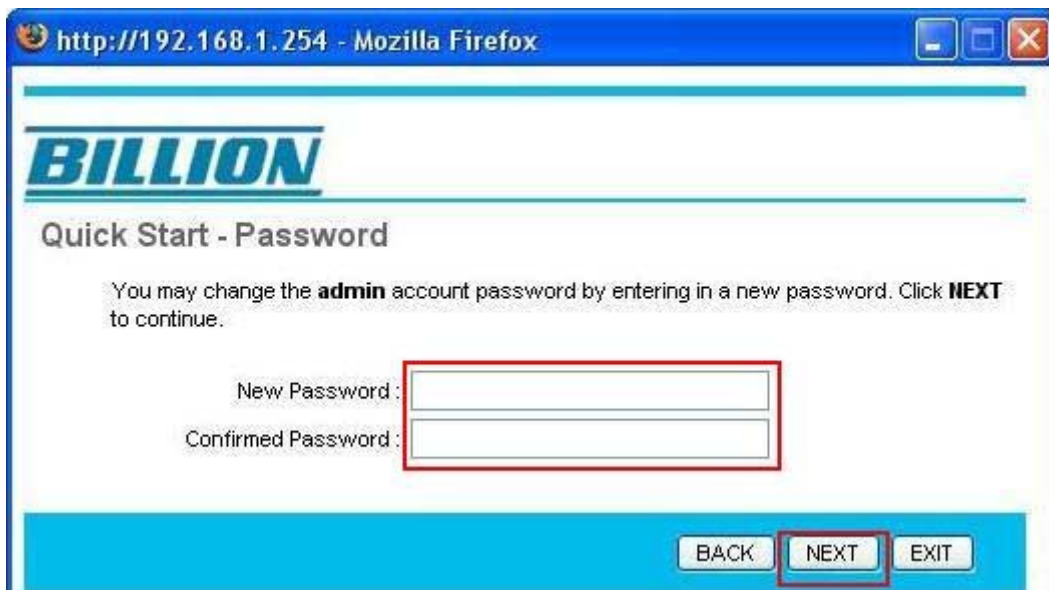 http://192.168.1.254 - Mozilla Firefox
BILLION
Quick Start - Password
You may change the admin account password by entering in a new password. Click NEXT
to continue.
New Password :
Confirmed Password :
BACK NEXT EXIT